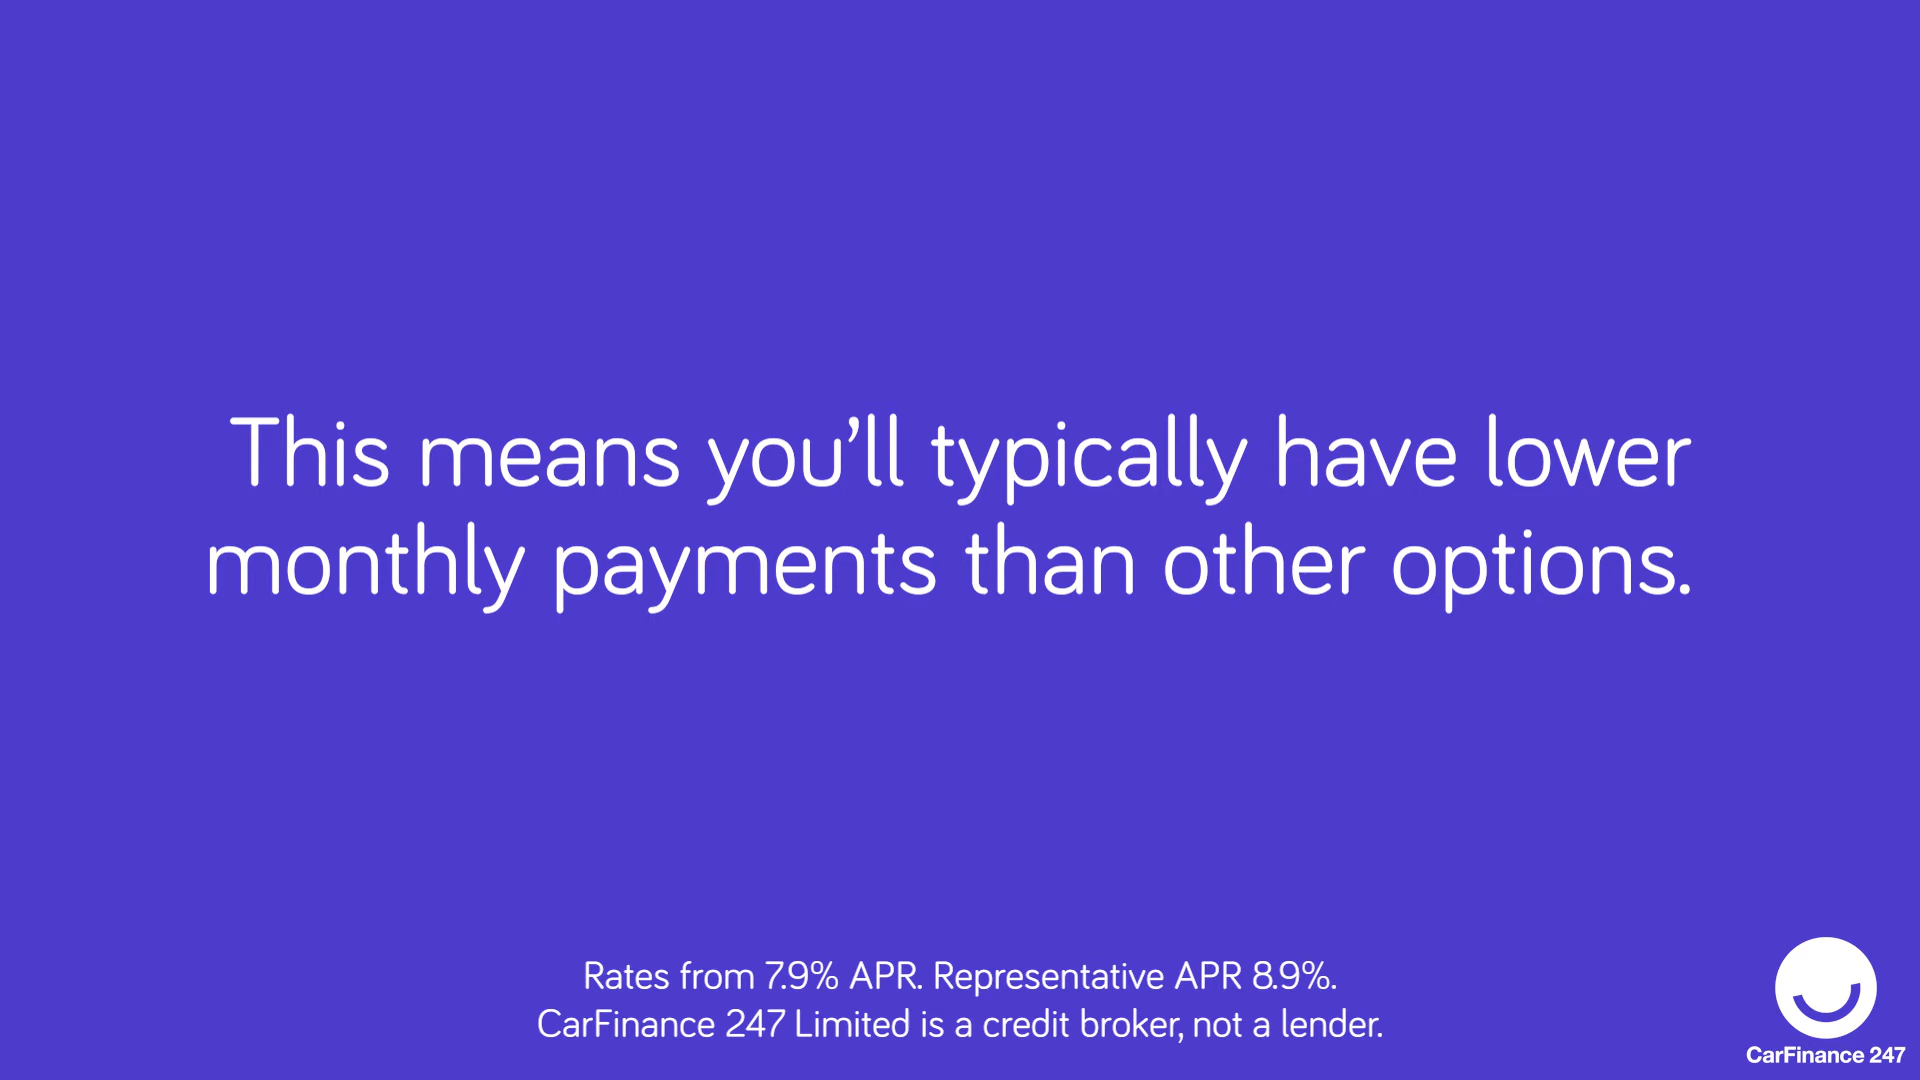 This means you’ll typically have lower
monthly payments than other options.
Rates from 7.9% APR. Representative APR 8.9%.
CarFinance 247 Limited is a credit broker, not a lender.
CarFinance 247